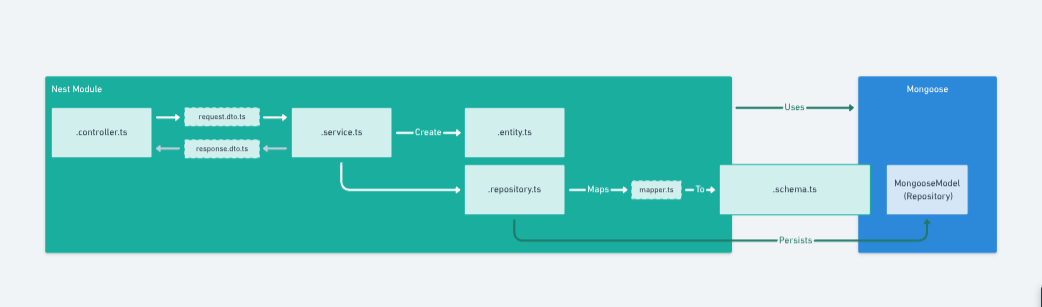 Nest Module
Mongoose
.controller.ts
request.dto.ts
response.dto.ts
.service.ts
Create
.entity.ts
Uses
.repository.ts
Maps
mapper.ts
To
.schema.ts
MongooseModel
(Repository)
Persists